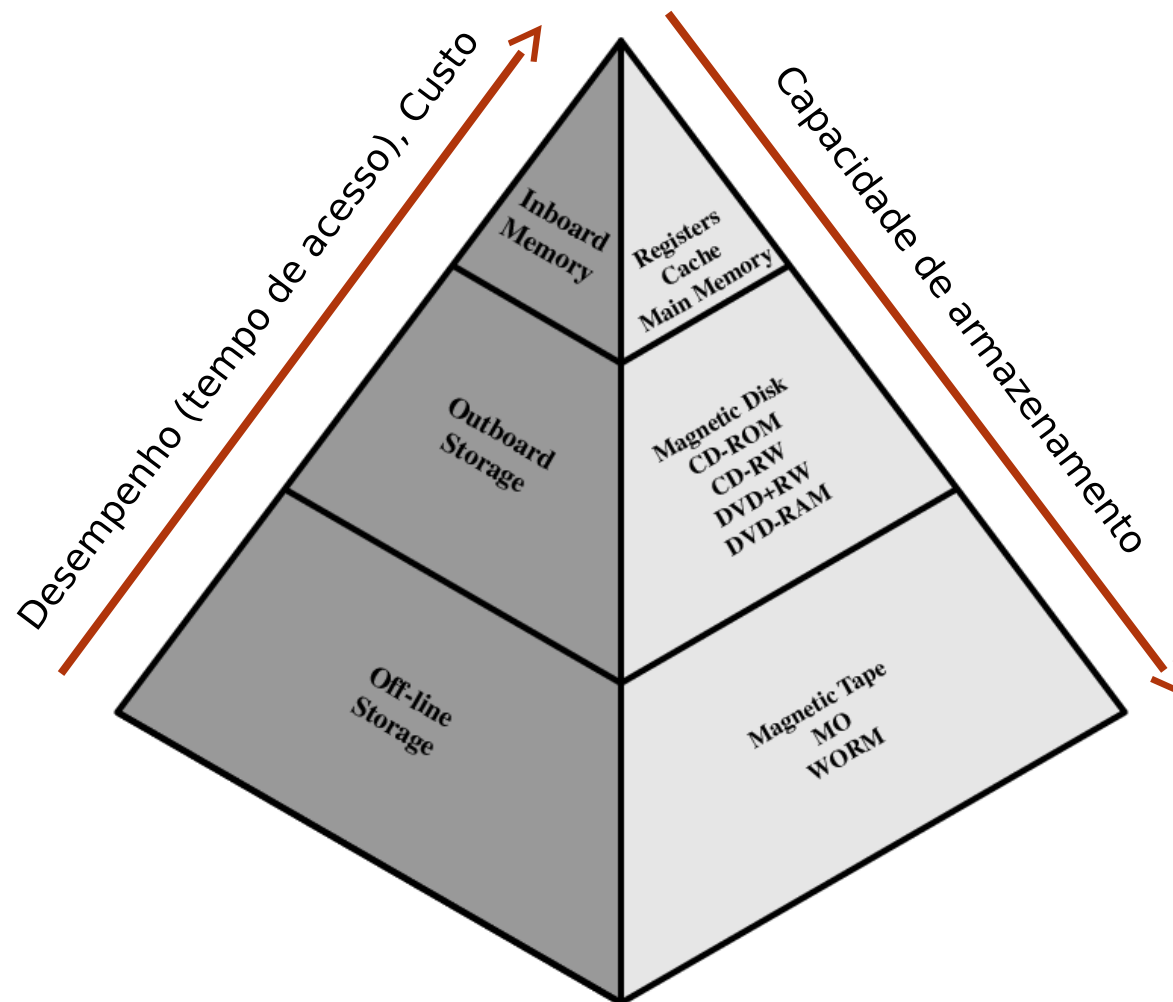 Desempenho (tempo de acesso), Custo
Capacidade de armazenamento
Inboard
Memory
Registers
Cache
Main Memory
Outboard
Storage
Magnetic Disk
CD-ROM
CD-RW
DVD+RW
DVD-RAM
Off-line
Storage
Magnetic Tape
MO
WORM